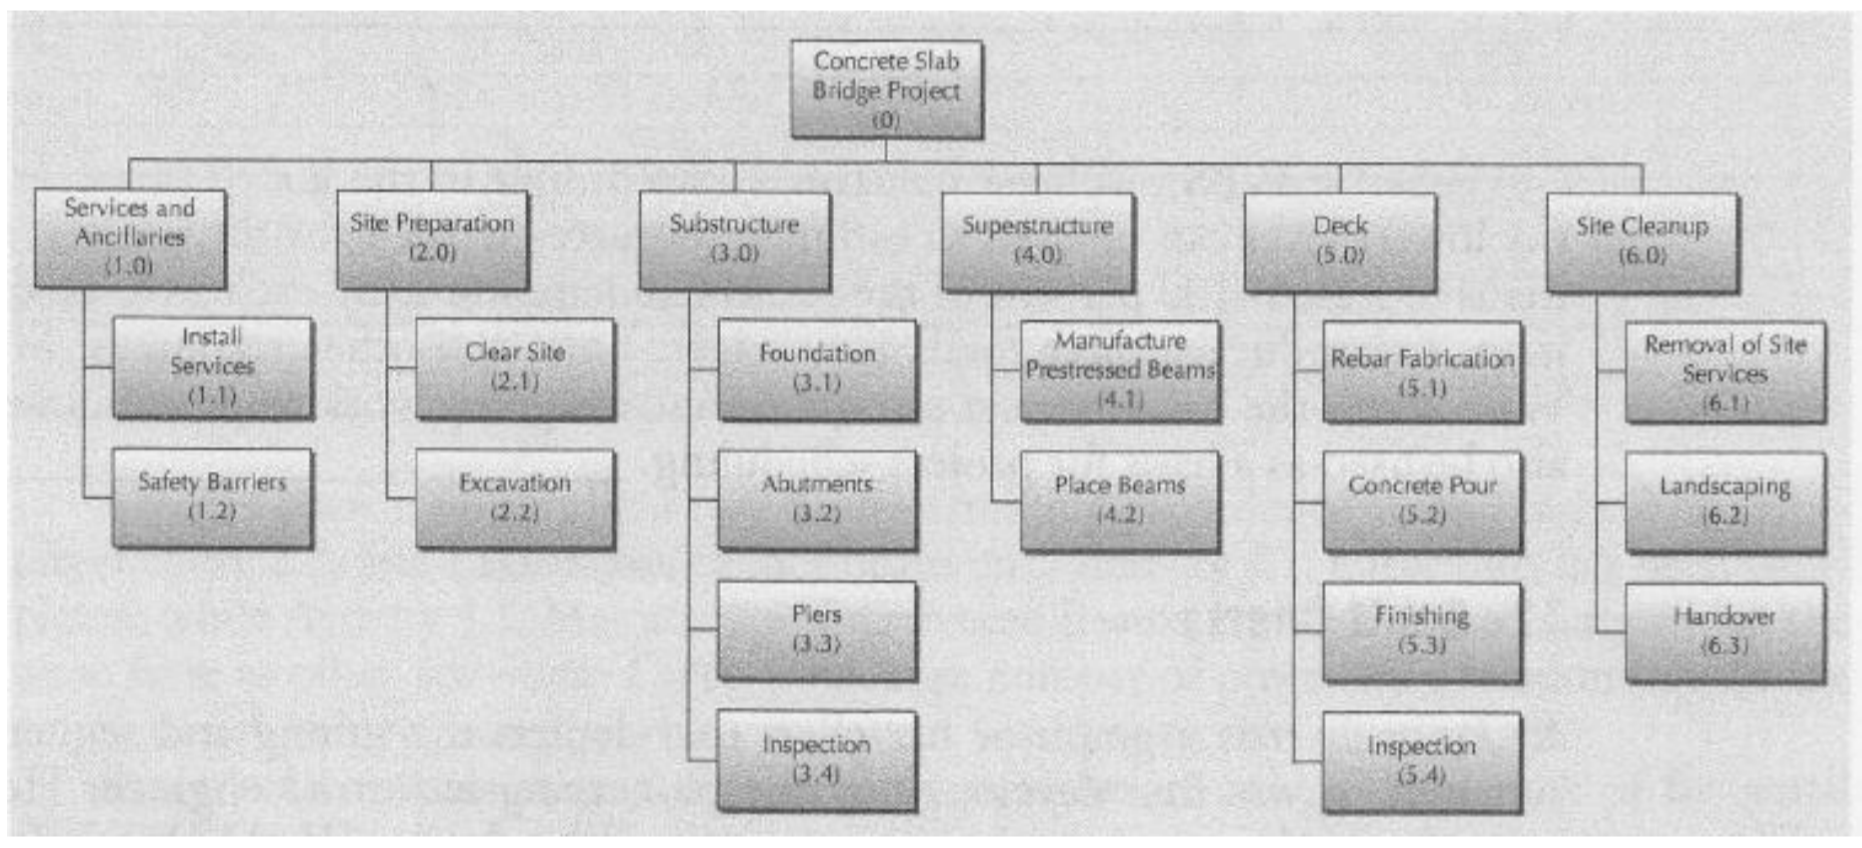 Concrete Slab
Bridge Project
(0)
Services and
Ancillaries
(1.0)
Site Preparation
(2.0)
Substructure
(3.0)
Superstructure
(4.0)
Deck
(5.0)
Site Cleanup
(6.0)
Install
Services
(1.1)
Safety Barriers
(1.2)
Clear Site
(2.1)
Excavation
(2.2)
Foundation
(3.1)
Abutments
(3.2)
Piers
(3.3)
Inspection
(3.4)
Manufacture
Prestressed Beams
(4.1)
Place Beams
(4.2)
Rebar Fabrication
(5.1)
Concrete Pour
(5.2)
Finishing
(5.3)
Inspection
(5.4)
Removal of Site
Services
(6.1)
Landscaping
(6.2)
Handover
(6.3)